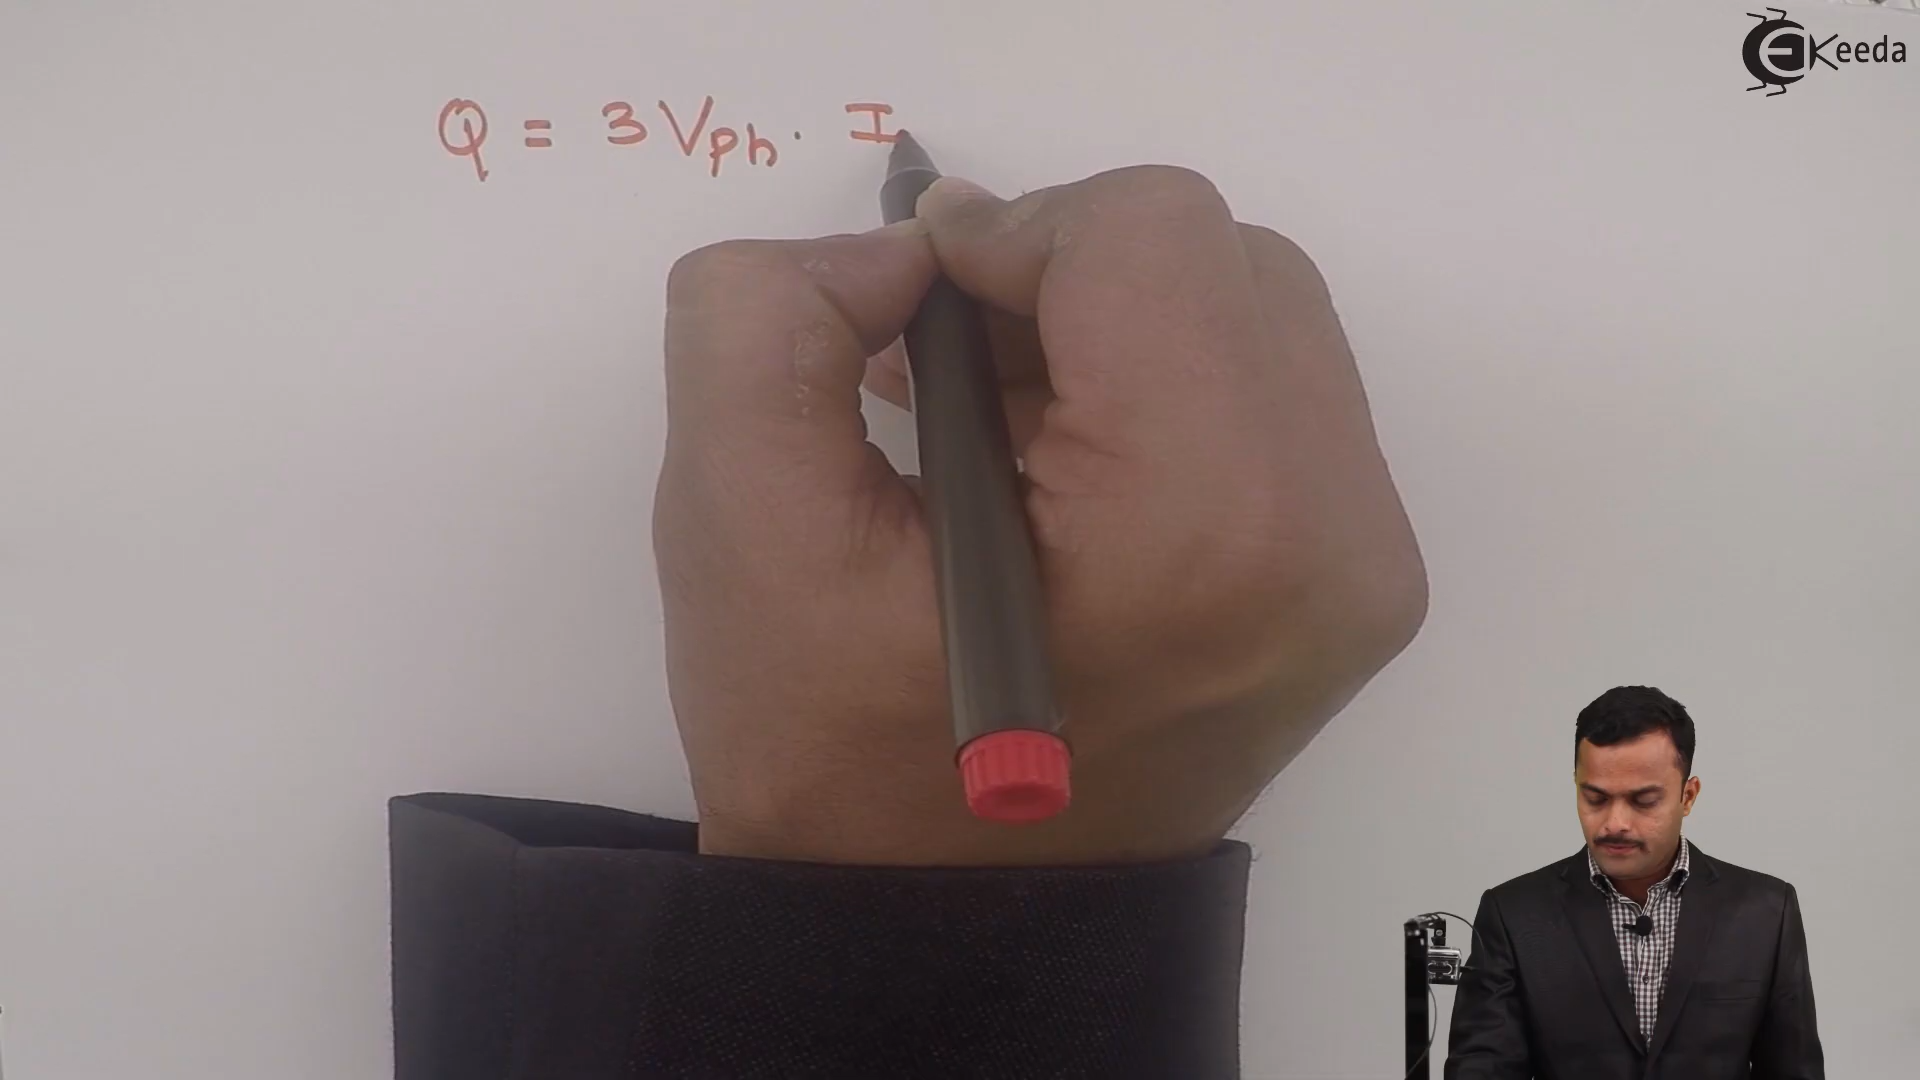 EKeeda
Q = 3 Vph. I